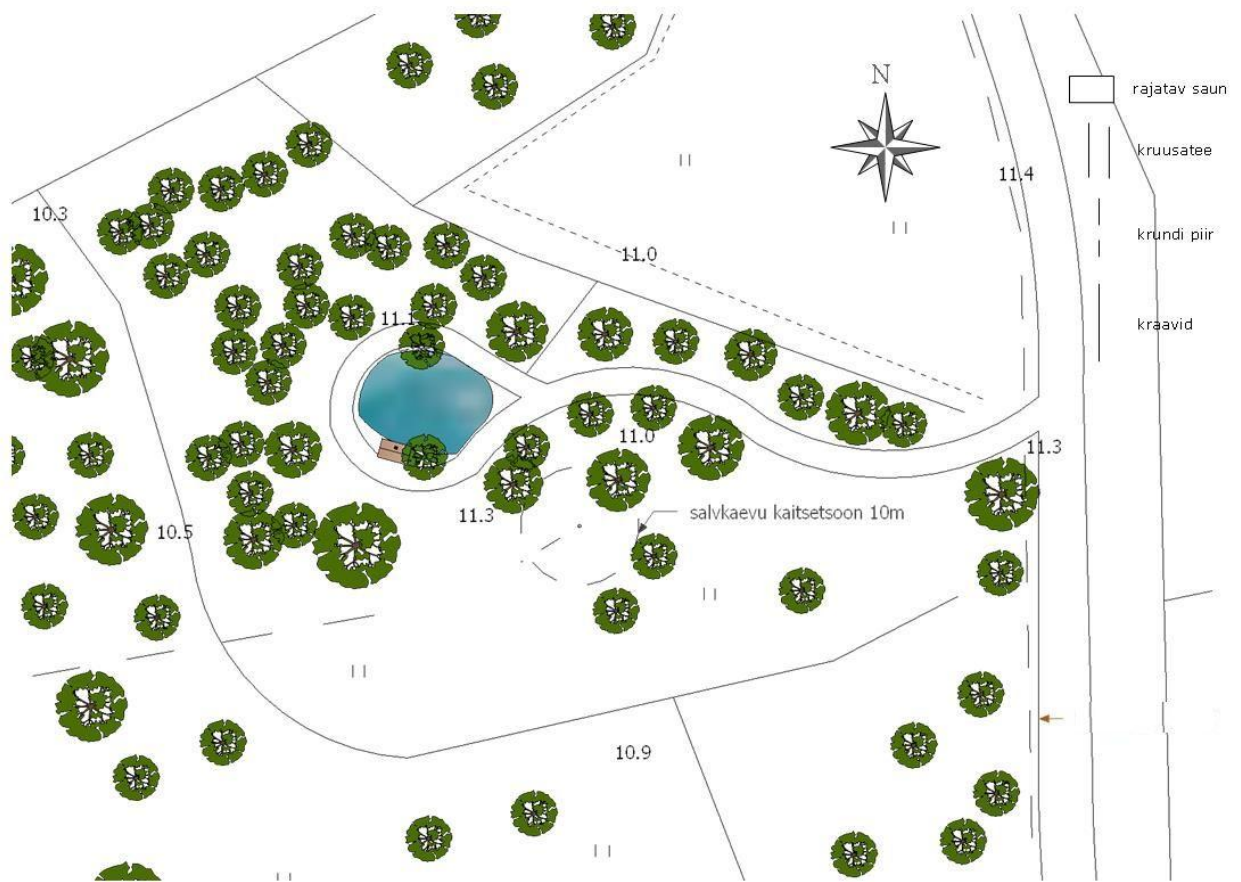 N
rajatav saun
kruusatee
11.4
10.3
krundi piir
11.0
11.1
kraavid
11.0
11.3
11.3
salvkaevu kaitsetsoon 10m
10.5
10.9